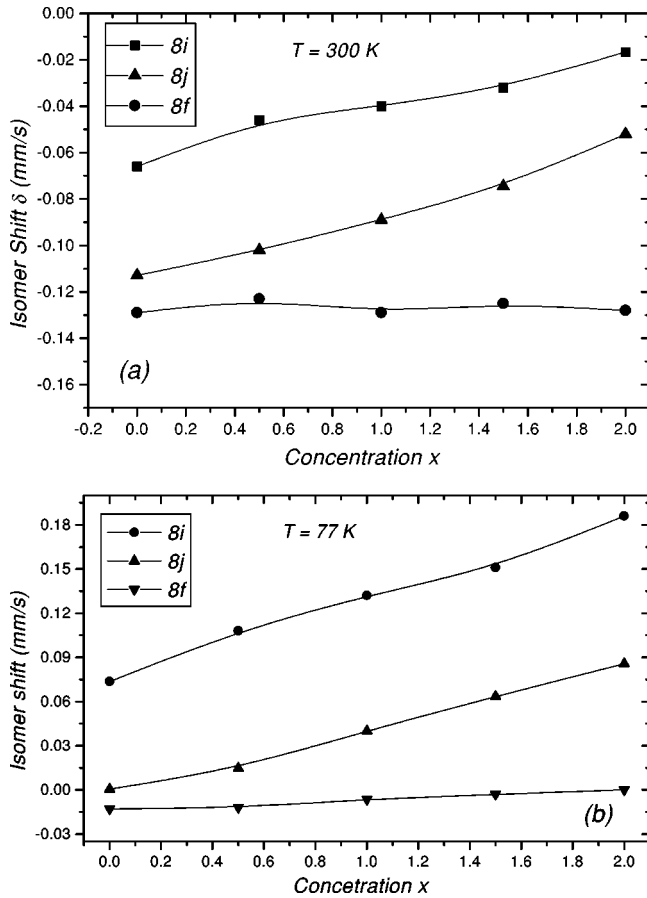 0.00
-0.02
-0.04
-0.06
-0.08
-0.10
-0.12
-0.14
-0.16
Isomer Shift δ (mm/s)
8i
8j
8f
T = 300 K
(a)
-0.2 0.0 0.2 0.4 0.6 0.8 1.0 1.2 1.4 1.6 1.8 2.0
Concentration x
0.18
0.15
0.12
0.09
0.06
0.03
0.00
-0.03
Isomer shift (mm/s)
8i
8j
8f
T = 77 K
(b)
0.0 0.2 0.4 0.6 0.8 1.0 1.2 1.4 1.6 1.8 2.0
Concetration x